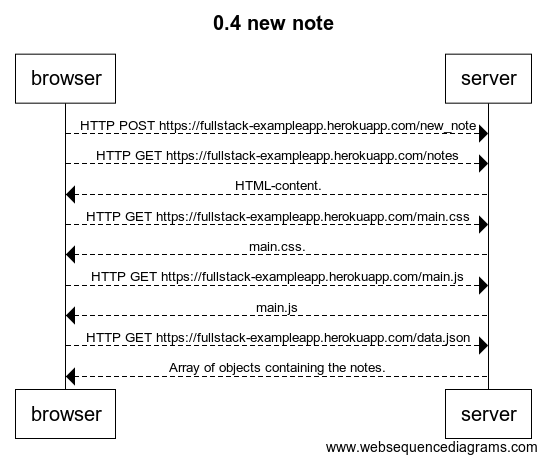 0.4 new note
browser
server
HTTP POST https://fullstack-exampleapp.herokuapp.com/new_note
HTTP GET https://fullstack-exampleapp.herokuapp.com/notes
HTML-content.
HTTP GET https://fullstack-exampleapp.herokuapp.com/main.css
main.css.
HTTP GET https://fullstack-exampleapp.herokuapp.com/main.js
main.js
HTTP GET https://fullstack-exampleapp.herokuapp.com/data.json
Array of objects containing the notes.
browser
server
www.websequencediagrams.com